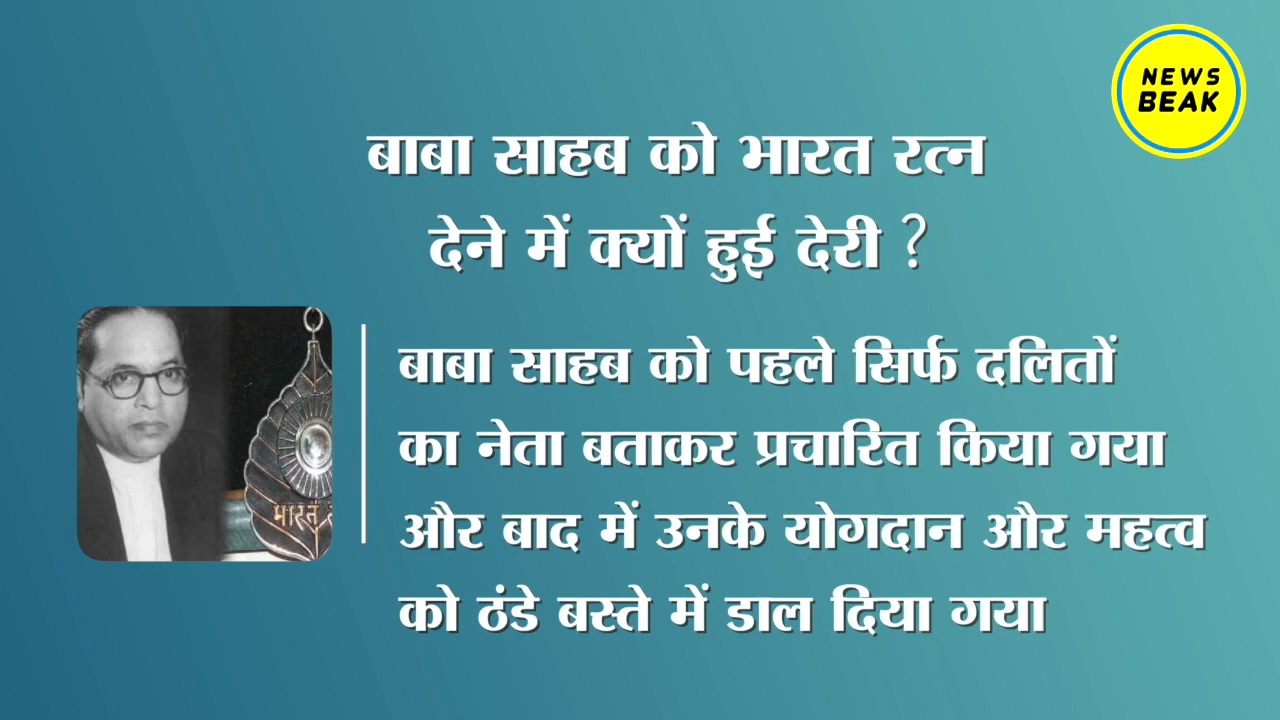 NEWS
BEAK
बाबा साहब को भारत रत्न
देने में क्यों हुई देरी ?
बाबा साहब को पहले सिर्फ दलितों
का नेता बताकर प्रचारित किया गया
और बाद में उनके योगदान और महत्व
को ठंडे बस्ते में डाल दिया गया
भारत